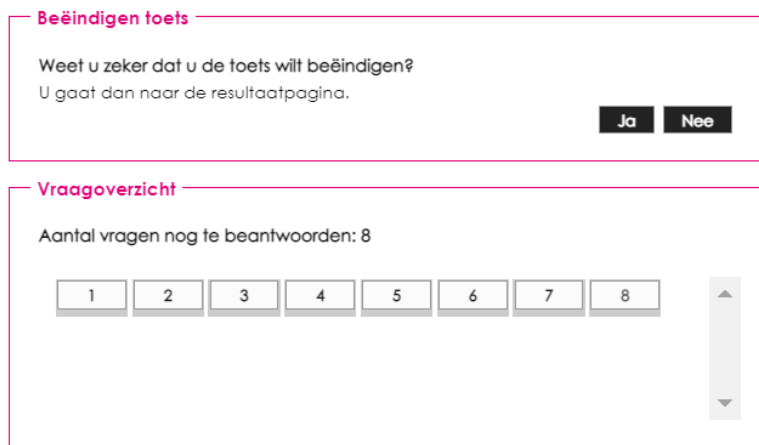 Beëindigen toets
Weet u zeker dat u de toets wilt beëindigen?
U gaat dan naar de resultaatpagina.
Ja Nee
Vraagoverzicht
Aantal vragen nog te beantwoorden: 8
1 2 3 4 5 6 7 8